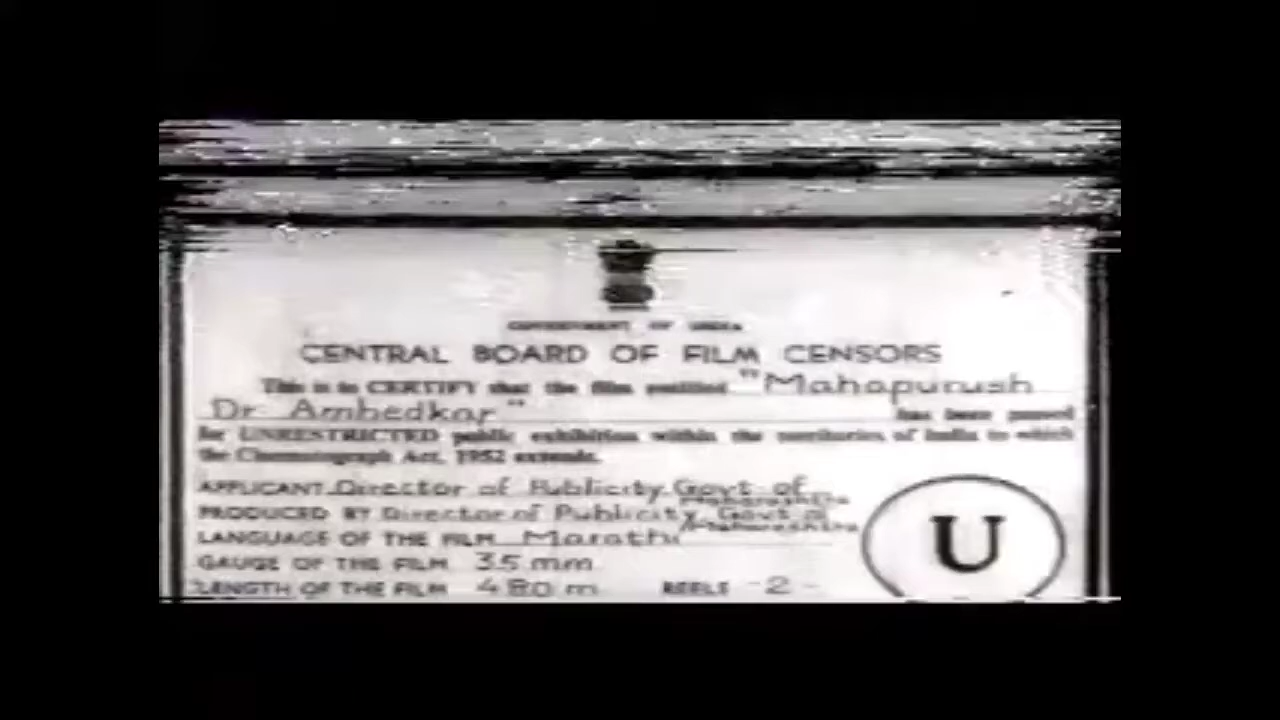 GOVERNMENT OF INDIA
CENTRAL BOARD OF FILM CENSORS
This is to CERTIFY that the film entitled "Mahapurush
Dr Ambedkar" has been passed
for UNRESTRICTED public exhibition within the territories of India to which
the Cinematograph Act, 1952 extends.
APPLICANT Director of Publicity Govt of
Maharashtra
PRODUCED BY Director of Publicity Govt of
Maharashtra
LANGUAGE OF THE FILM Marathi
GAUGE OF THE FILM 35 mm
LENGTH OF THE FILM 480 m REELS -2-
U